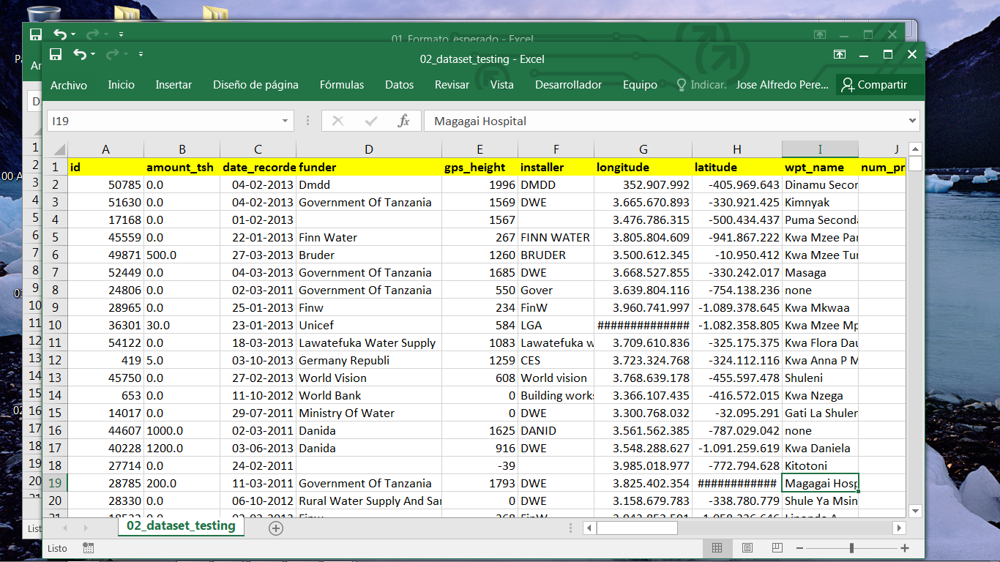 01_Formato_esperado - Excel
02_dataset_testing - Excel
Archivo Inicio Insertar Diseño de página Fórmulas Datos Revisar Vista Desarrollador Equipo Indicar. Jose Alfredo Pere... Compartir
I19 fx Magagai Hospital
A B C D E F G H I J
1 id amount_tsh date_recorde funder gps_height installer longitude latitude wpt_name num_pr
2 50785 0.0 04-02-2013 Dmdd 1996 DMDD 352.907.992 -405.969.643 Dinamu Secon
3 51630 0.0 04-02-2013 Government Of Tanzania 1569 DWE 3.665.670.893 -330.921.425 Kimnyak
4 17168 0.0 01-02-2013 1567 3.476.786.315 -500.434.437 Puma Seconda
5 45559 0.0 22-01-2013 Finn Water 267 FINN WATER 3.805.804.609 -941.867.222 Kwa Mzee Pan
6 49871 500.0 27-03-2013 Bruder 1260 BRUDER 3.500.612.345 -10.950.412 Kwa Mzee Tur
7 52449 0.0 04-03-2013 Government Of Tanzania 1685 DWE 3.668.527.855 -330.242.017 Masaga
8 24806 0.0 02-03-2011 Government Of Tanzania 550 Gover 3.639.804.116 -754.138.236 none
9 28965 0.0 25-01-2013 Finw 234 FinW 3.960.741.997 -1.089.378.645 Kwa Mkwaa
10 36301 30.0 23-01-2013 Unicef 584 LGA ############## -1.082.358.805 Kwa Mzee Mp
11 54122 0.0 18-03-2013 Lawatefuka Water Supply 1083 Lawatefuka w 3.709.610.836 -325.175.375 Kwa Flora Dau
12 419 5.0 03-10-2013 Germany Republi 1259 CES 3.723.324.768 -324.112.116 Kwa Anna P M
13 45750 0.0 27-02-2013 World Vision 608 World vision 3.768.639.178 -455.597.478 Shuleni
14 653 0.0 11-10-2012 World Bank 0 Building works 3.366.107.435 -416.572.015 Kwa Nzega
15 14017 0.0 29-07-2011 Ministry Of Water 0 DWE 3.300.768.032 -32.095.291 Gati La Shuler
16 44607 1000.0 02-03-2011 Danida 1625 DANID 3.561.562.385 -787.029.042 none
17 40228 1200.0 03-06-2013 Danida 916 DWE 3.548.288.627 -1.091.259.619 Kwa Daniela
18 27714 0.0 24-02-2011 -39 3.985.018.977 -772.794.628 Kitotoni
19 28785 200.0 11-03-2011 Government Of Tanzania 1793 DWE 3.825.402.354 ############ Magagai Hosp
20 28330 0.0 06-10-2012 Rural Water Supply And San 0 DWE 3.158.679.783 -338.780.779 Shule Ya Msin
02_dataset_testing
Listo